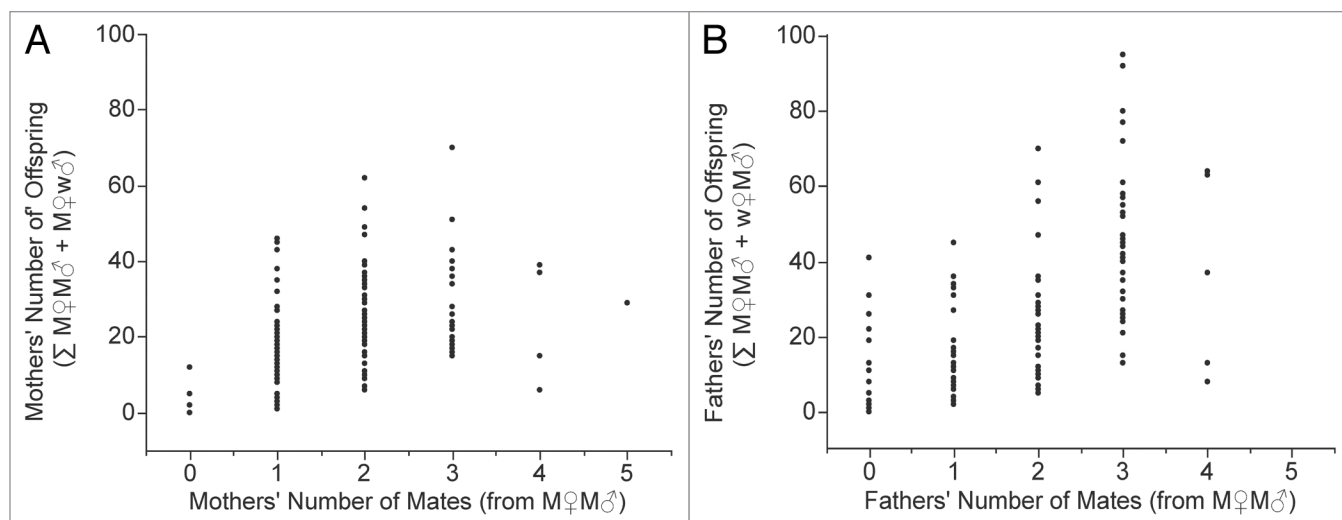 A
100
80
60
40
20
0
Mothers' Number of' Offspring
(∑ M♀M♂ + M♀w♂)
0 1 2 3 4 5
Mothers' Number of Mates (from M♀M♂)
B
100
80
60
40
20
0
Fathers' Number of Offspring
(∑ M♀M♂ + w♀M♂)
0 1 2 3 4 5
Fathers' Number of Mates (from M♀M♂)